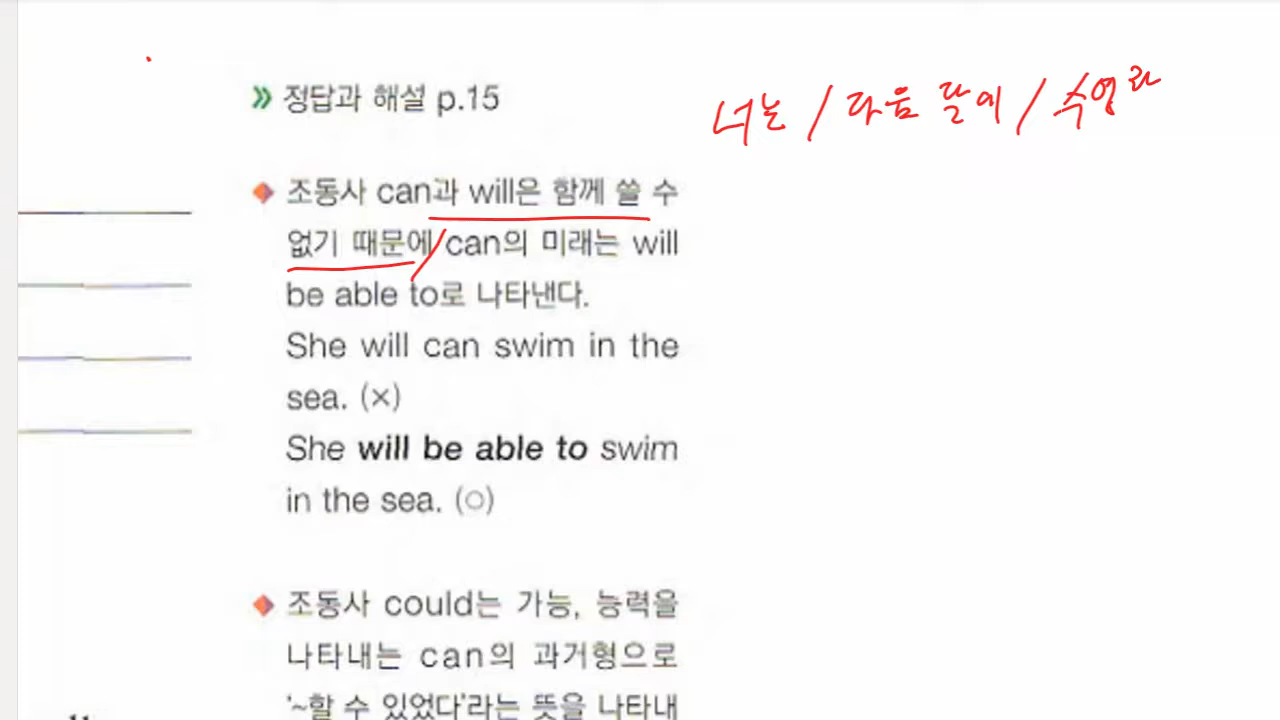 너는 / 다음 달에 / 수영
» 정답과 해설 p.15
◆ 조동사 can과 will은 함께 쓸 수
없기 때문에 can의 미래는 will
be able to로 나타낸다.
She will can swim in the
sea. (×)
She will be able to swim
in the sea. (○)
◆ 조동사 could는 가능, 능력을
나타내는 can의 과거형으로
'~할 수 있었다'라는 뜻을 나타내